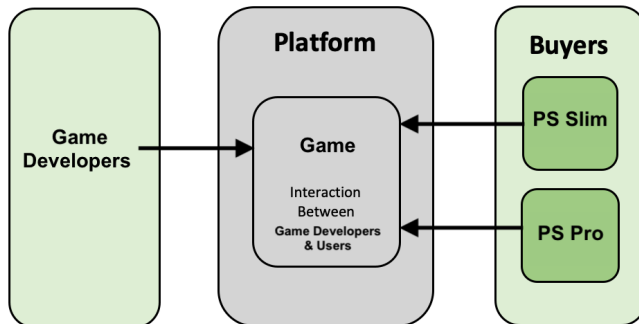 Game
Developers
Platform
Game
Interaction
Between
Game Developers
& Users
Buyers
PS Slim
PS Pro